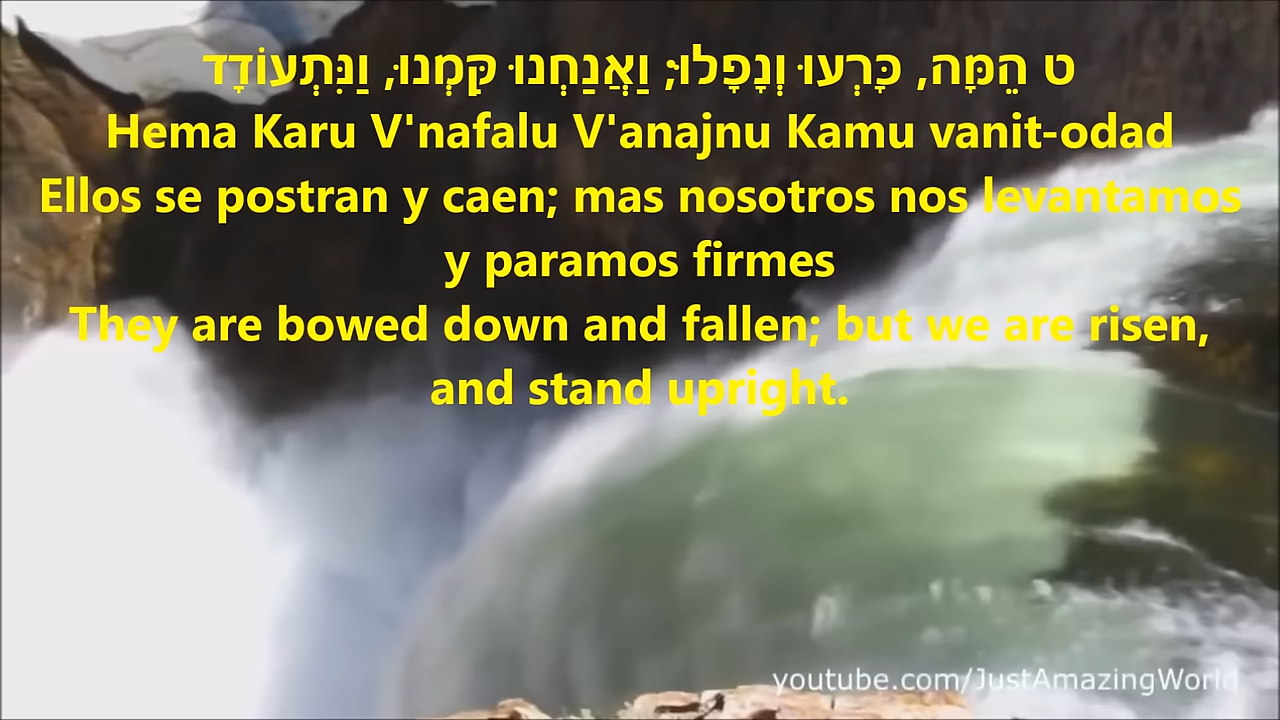 ט הֵמָּה, כָּרְעוּ וְנָפָלוּ; וַאֲנַחְנוּ קַּמְנוּ, וַנִּתְעוֹדָד
Hema Karu V'nafalu V'anajnu Kamu vanit-odad
Ellos se postran y caen; mas nosotros nos levantamos
y paramos firmes
They are bowed down and fallen; but we are risen,
and stand upright.
youtube.com/JustAmazingWorld